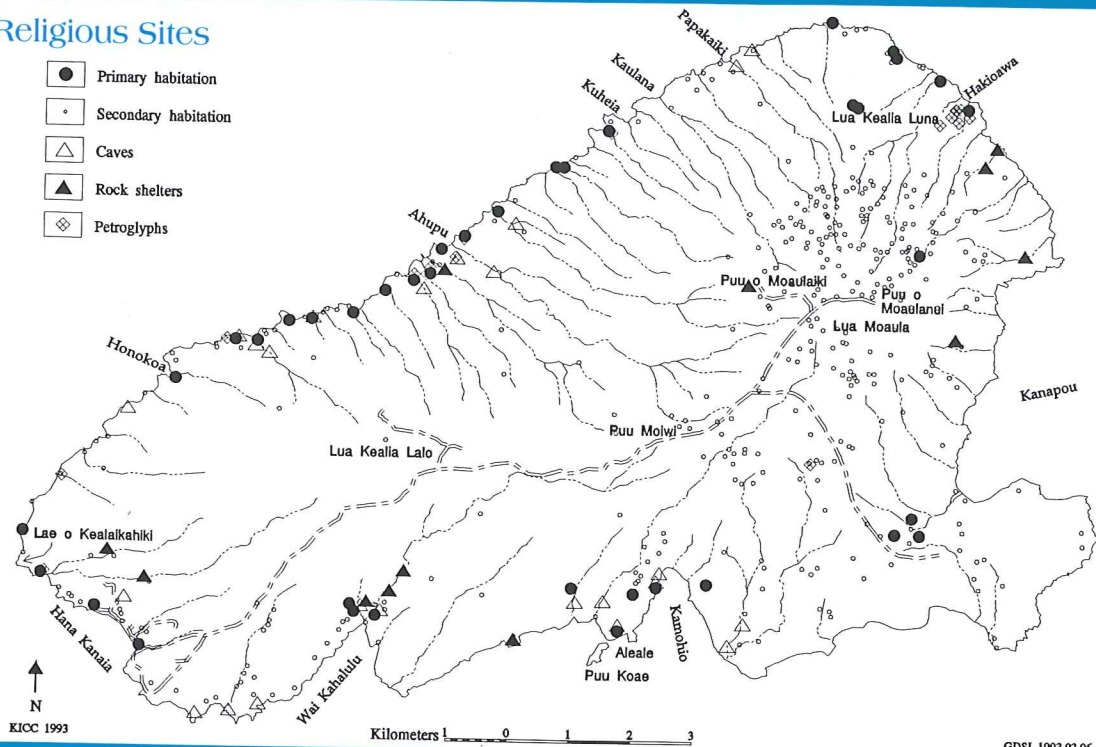 Religious Sites
Primary habitation
Secondary habitation
Caves
Rock shelters
Petroglyphs
Papakaiki
Kaulana
Kuheia
Hakioawa
Lua Kealia Luna
Ahupu
Puu o Moaulaiki
Puu o
Moaulanui
Lua Moaula
Honokoa
Kanapou
Puu Moiwi
Lua Kealia Lalo
Lae o Kealaikahiki
Hana Kanaia
Wai Kahalulu
Kamohio
Aleale
Puu Koae
N
KICC 1993
Kilometers 1 0 1 2 3